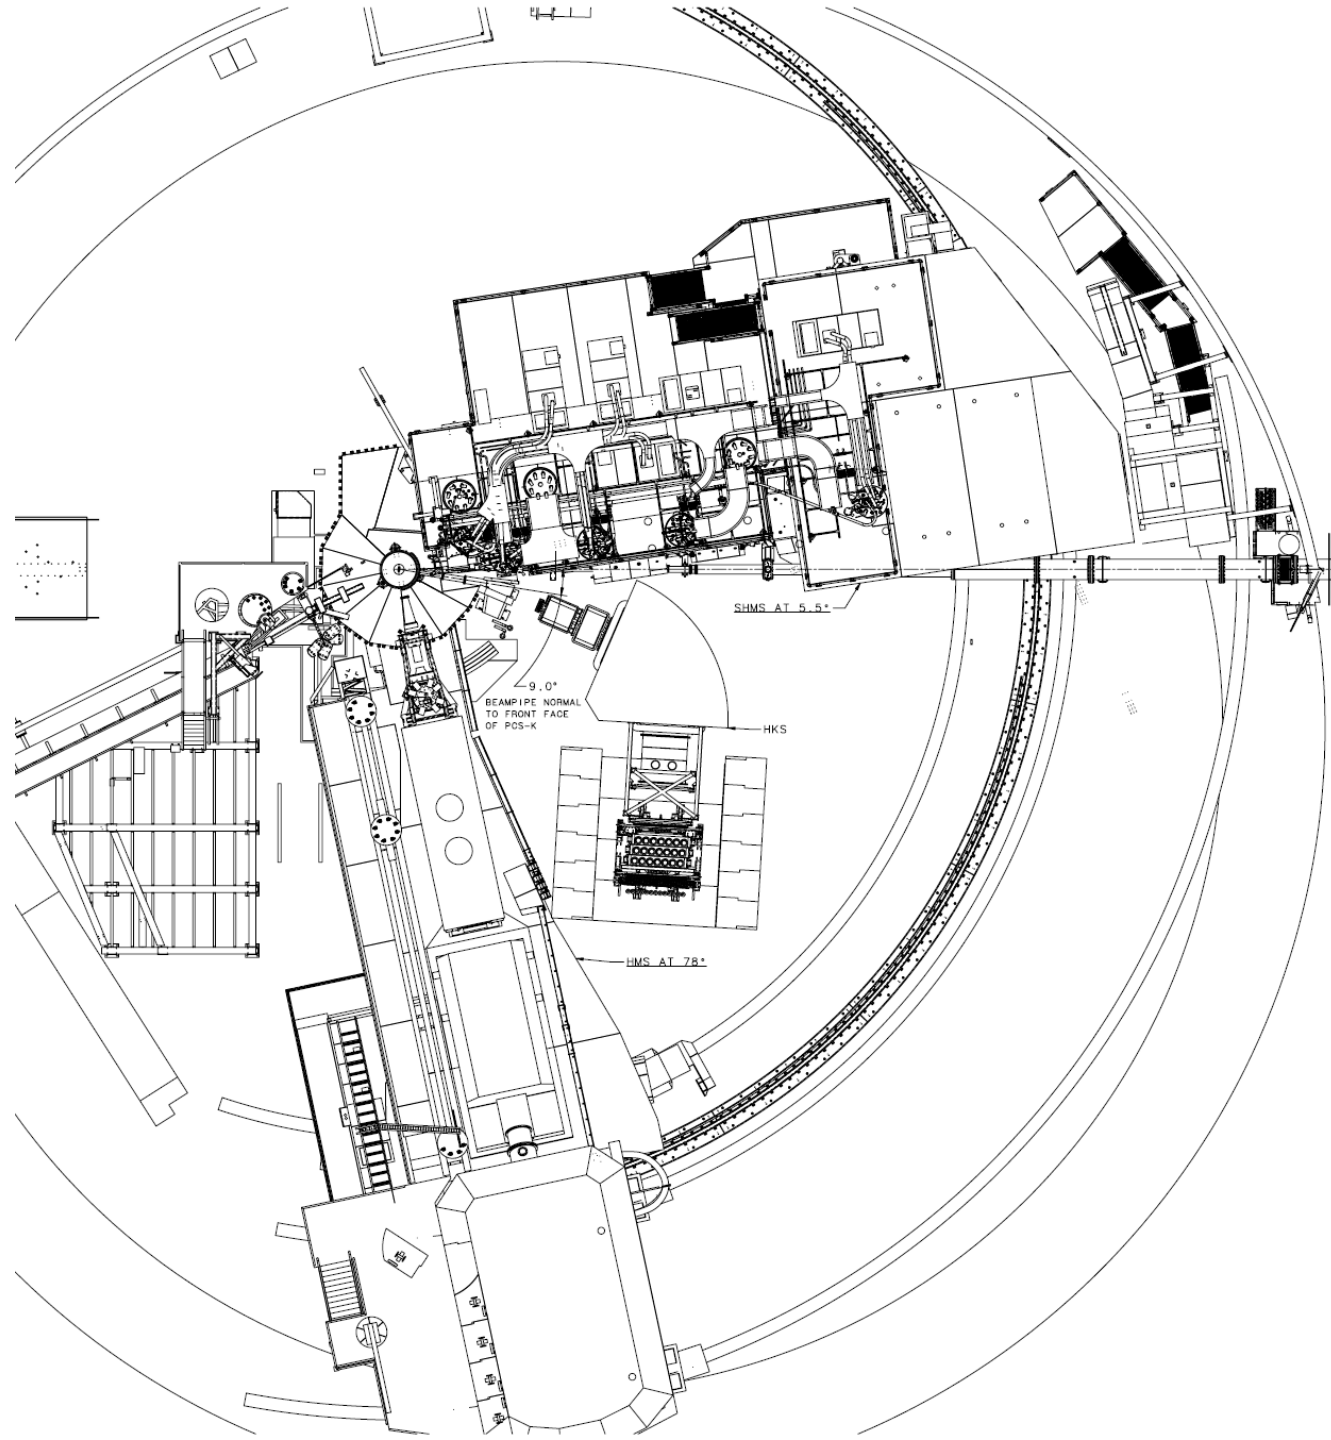 SHMS AT 5.5°
9.0°
BEAMPIPE NORMAL
TO FRONT FACE
OF PCS-K
HKS
HMS AT 78°